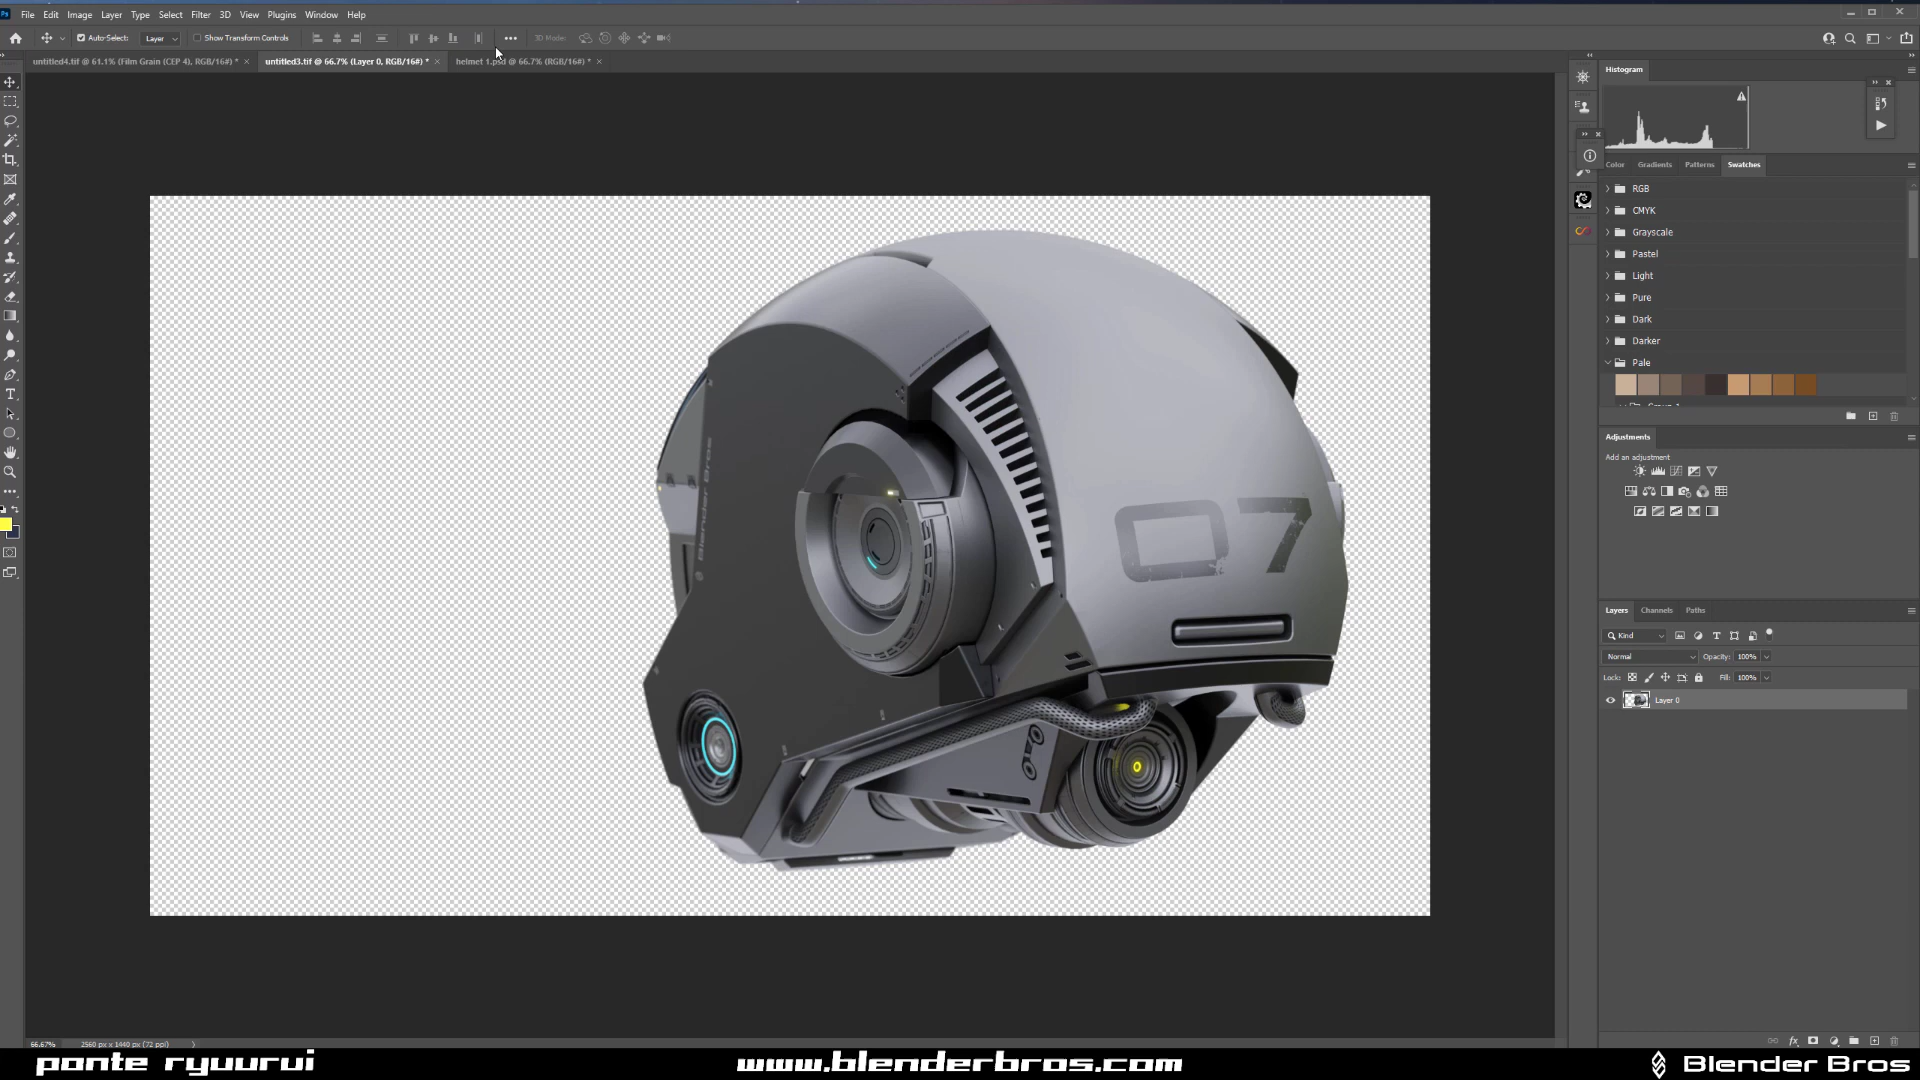 File Edit Image Layer Type Select Filter 3D View Plugins Window Help
Auto-Select: Layer Show Transform Controls 3D Mode:
untitled4.tif @ 61.1% (Film Grain (CEP 4), RGB/16#) * untitled3.tif @ 66.7% (Layer 0, RGB/16#) * helmet 1.psd @ 66.7% (RGB/16#) *
Histogram
Color Gradients Patterns Swatches
RGB
CMYK
Grayscale
Pastel
Light
Pure
Dark
Darker
Pale
Adjustments
Add an adjustment
Blender Bros
07
Layers Channels Paths
Kind
Normal Opacity: 100%
Lock: Fill: 100%
Layer 0
66.67% 2560 px x 1440 px (72 ppi)
ponte ryuurui
www.blenderbros.com
Blender Bros